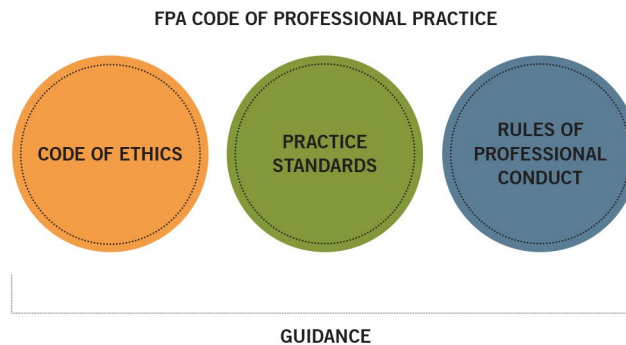 FPA CODE OF PROFESSIONAL PRACTICE
CODE OF ETHICS
PRACTICE
STANDARDS
RULES OF
PROFESSIONAL
CONDUCT
GUIDANCE